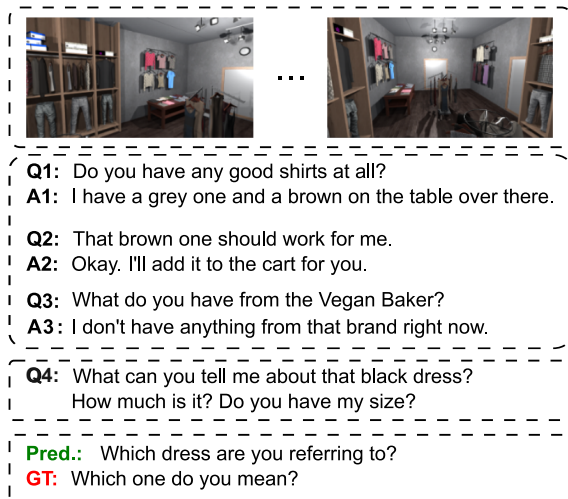 ...
Q1: Do you have any good shirts at all?
A1: I have a grey one and a brown on the table over there.
Q2: That brown one should work for me.
A2: Okay. I'll add it to the cart for you.
Q3: What do you have from the Vegan Baker?
A3: I don't have anything from that brand right now.
Q4: What can you tell me about that black dress?
How much is it? Do you have my size?
Pred.: Which dress are you referring to?
GT: Which one do you mean?